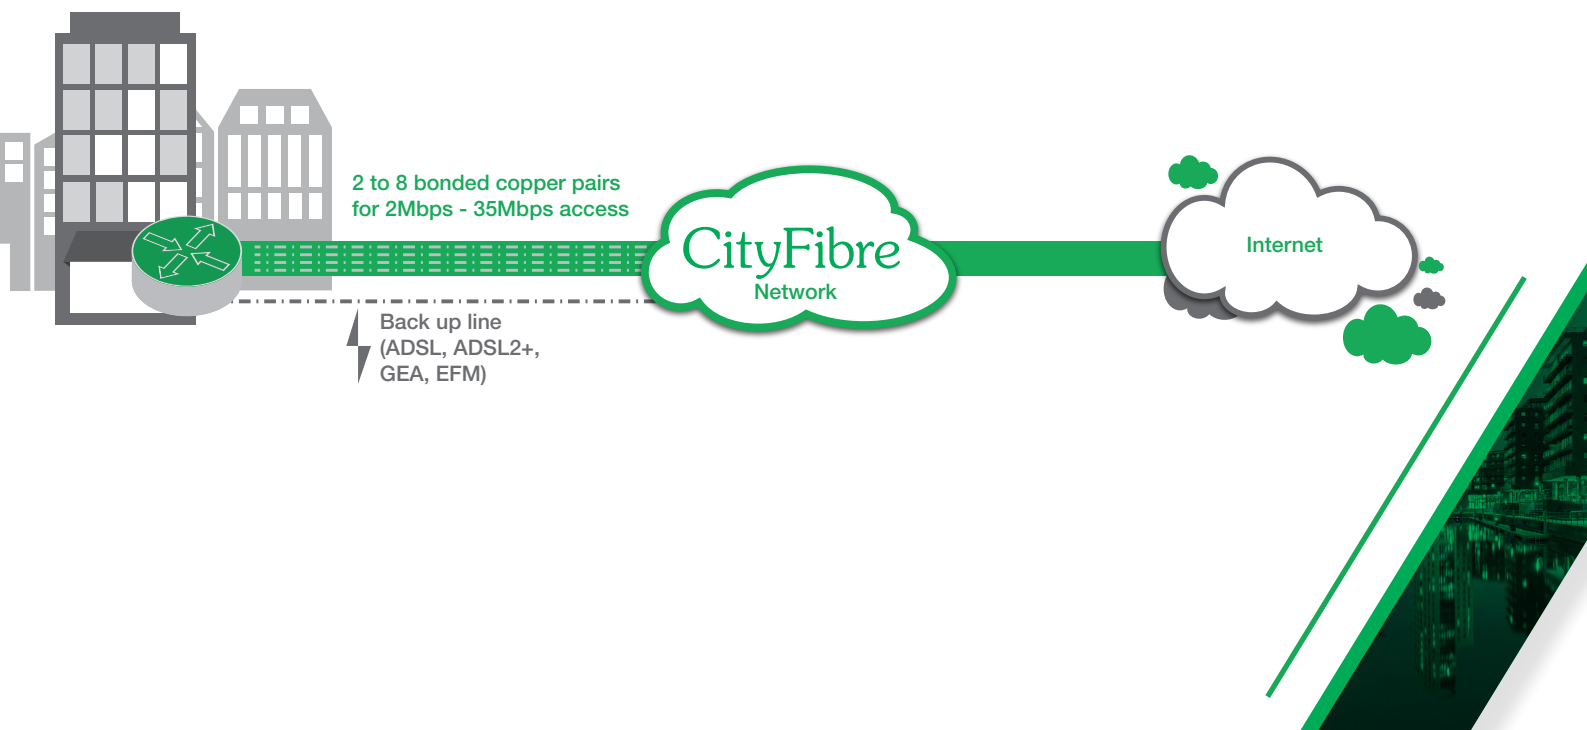 2 to 8 bonded copper pairs
for 2Mbps - 35Mbps access
CityFibre
Network
Internet
Back up line
(ADSL, ADSL2+,
GEA, EFM)